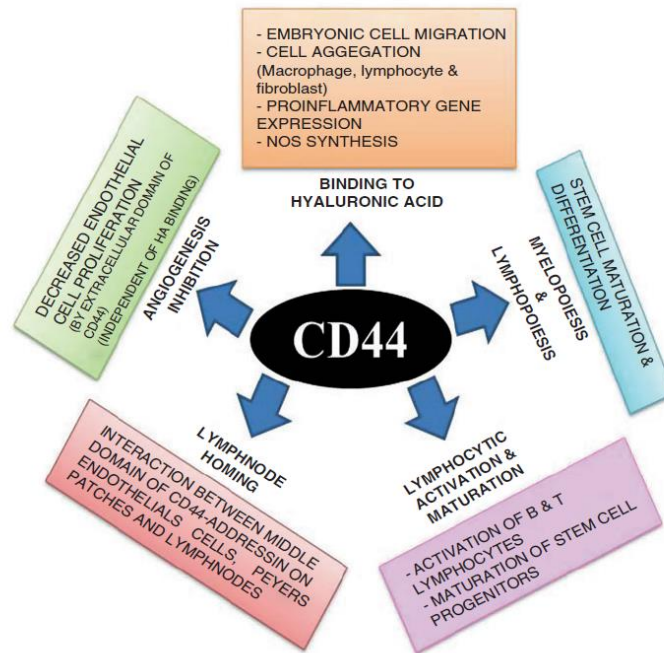 - EMBRYONIC CELL MIGRATION
- CELL AGGEGATION
(Macrophage, lymphocyte &
fibroblast)
- PROINFLAMMATORY GENE
EXPRESSION
- NOS SYNTHESIS
BINDING TO
HYALURONIC ACID
DECREASED ENDOTHELIAL
CELL PROLIFERATION
(BY EXTRACELLULAR DOMAIN OF
CD44)
(INDEPENDENT OF HA BINDING)
ANGIOGENESIS
INHIBITION
STEM CELL MATURATION &
DIFFERENTIATION
MYELOPOIESIS
&
LYMPHOPOIESIS
CD44
LYMPHNODE
HOMING
INTERACTION BETWEEN MIDDLE
DOMAIN OF CD44-ADDRESSIN ON
ENDOTHELIALS CELLS, PEYERS
PATCHES AND LYMPHNODES
LYMPHOCYTIC
ACTIVATION &
MATURATION
- ACTIVATION OF B & T
LYMPHOCYTES
- MATURATION OF STEM CELL
PROGENITORS